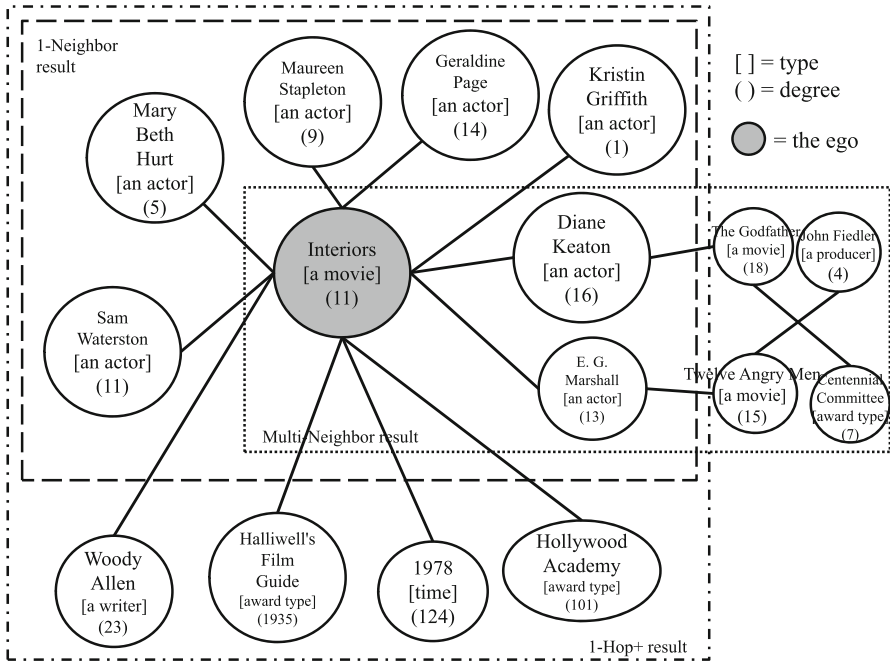 1-Neighbor
result
Maureen
Stapleton
[an actor]
(9)
Geraldine
Page
[an actor]
(14)
Kristin
Griffith
[an actor]
(1)
[ ] = type
( ) = degree
= the ego
Mary
Beth
Hurt
[an actor]
(5)
Interiors
[a movie]
(11)
Diane
Keaton
[an actor]
(16)
The Godfather
[a movie]
(18)
John Fiedler
[a producer]
(4)
Sam
Waterston
[an actor]
(11)
E. G.
Marshall
[an actor]
(13)
Twelve Angry Men
[a movie]
(15)
Centennial
Committee
[award type]
(7)
Multi-Neighbor result
Woody
Allen
[a writer]
(23)
Halliwell's
Film
Guide
[award type]
(1935)
1978
[time]
(124)
Hollywood
Academy
[award type]
(101)
1-Hop+ result